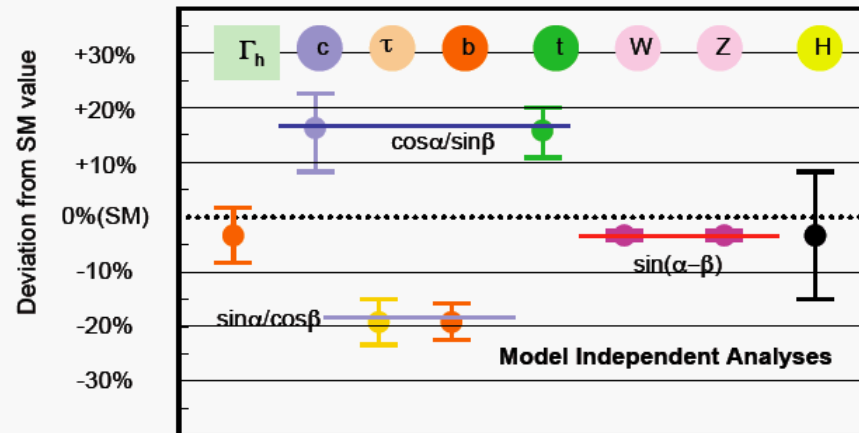 Deviation from SM value
+30%
+20%
+10%
0%(SM)
-10%
-20%
-30%
Γh c τ b t W Z H
cosα/sinβ
sin(α−β)
sinα/cosβ
Model Independent Analyses